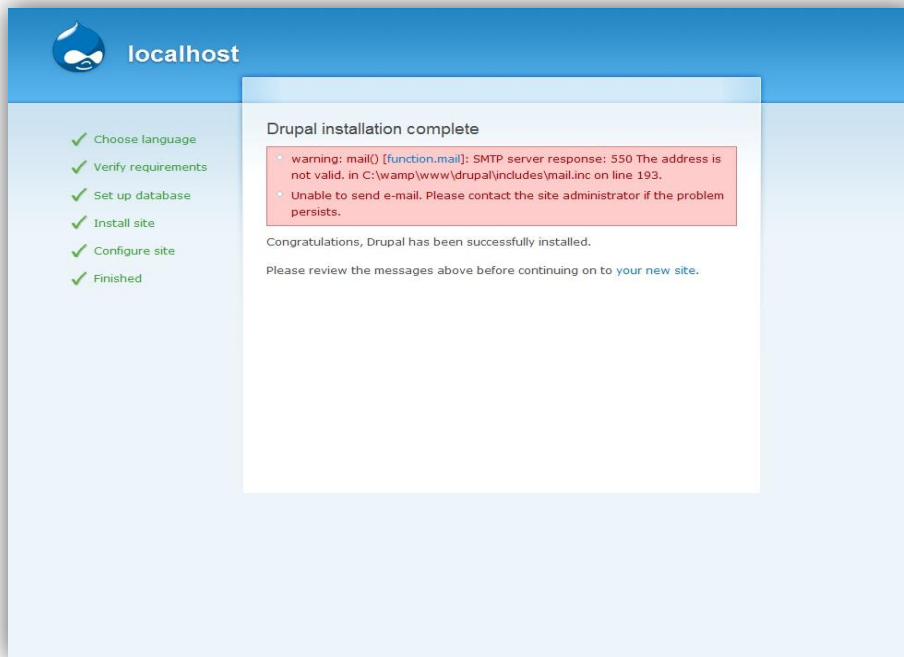 localhost
Choose language
Verify requirements
Set up database
Install site
Configure site
Finished
Drupal installation complete
warning: mail() [function.mail]: SMTP server response: 550 The address is
not valid. in C:\wamp\www\drupal\includes\mail.inc on line 193.
Unable to send e-mail. Please contact the site administrator if the problem
persists.
Congratulations, Drupal has been successfully installed.
Please review the messages above before continuing on to your new site.